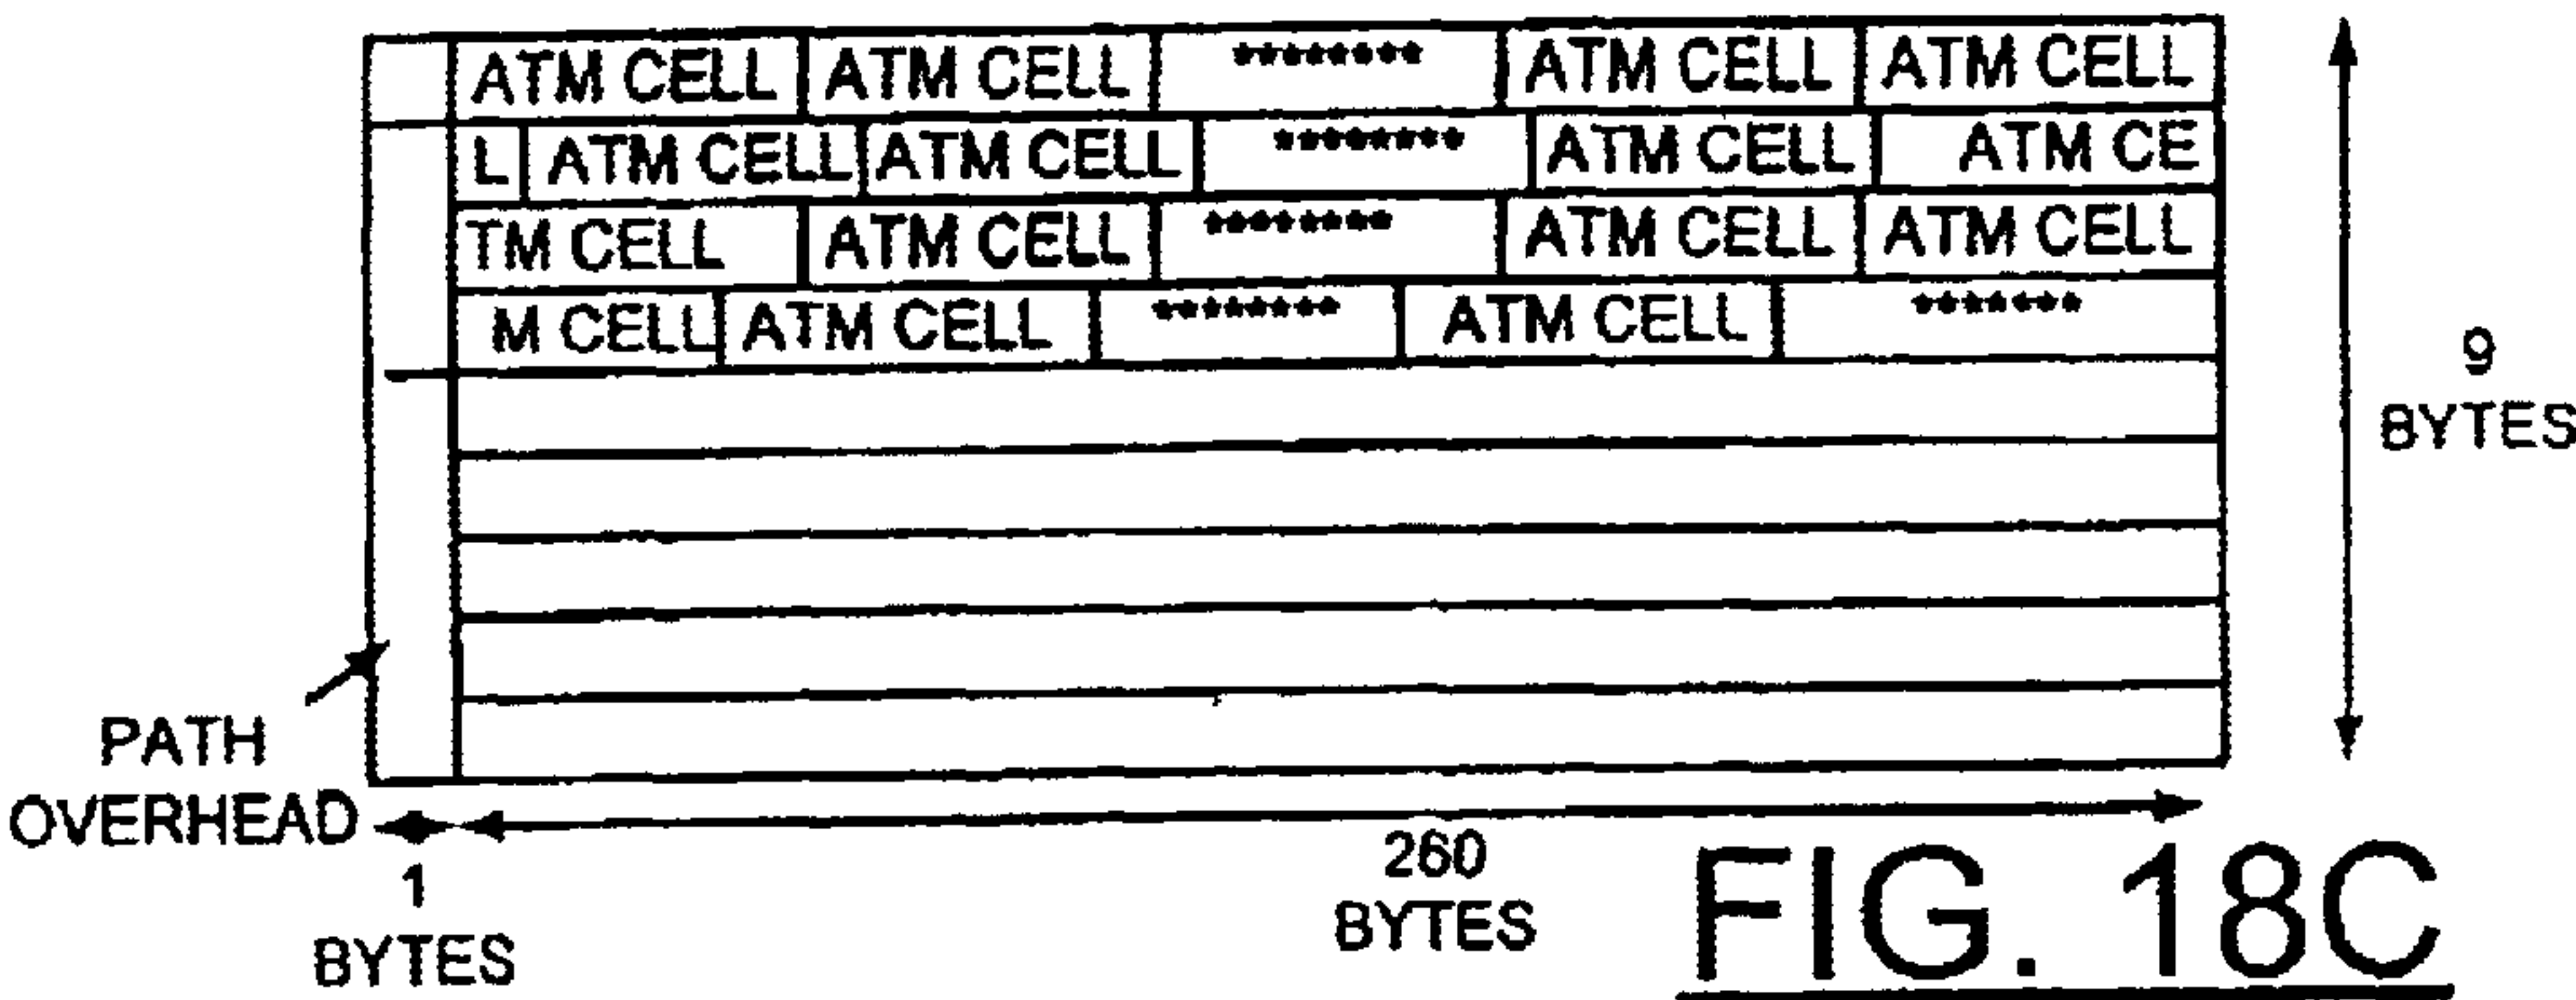 ATM CELL ATM CELL ******** ATM CELL ATM CELL
L ATM CELL ATM CELL ******** ATM CELL ATM CE
TM CELL ATM CELL ******** ATM CELL ATM CELL
M CELL ATM CELL ******** ATM CELL *******
9
BYTES
PATH
OVERHEAD
1
BYTES
260
BYTES
FIG. 18C